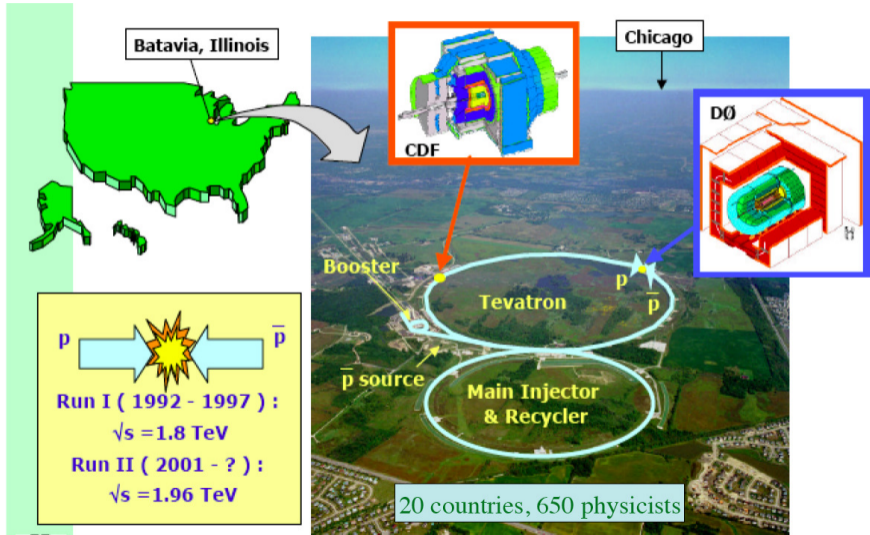 Batavia, Illinois
CDF
Chicago
DØ
Booster
Tevatron
p
p̅
p̅ source
Main Injector
& Recycler
p
p̅
Run I ( 1992 - 1997 ) :
√s =1.8 TeV
Run II ( 2001 - ? ) :
√s =1.96 TeV
20 countries, 650 physicists